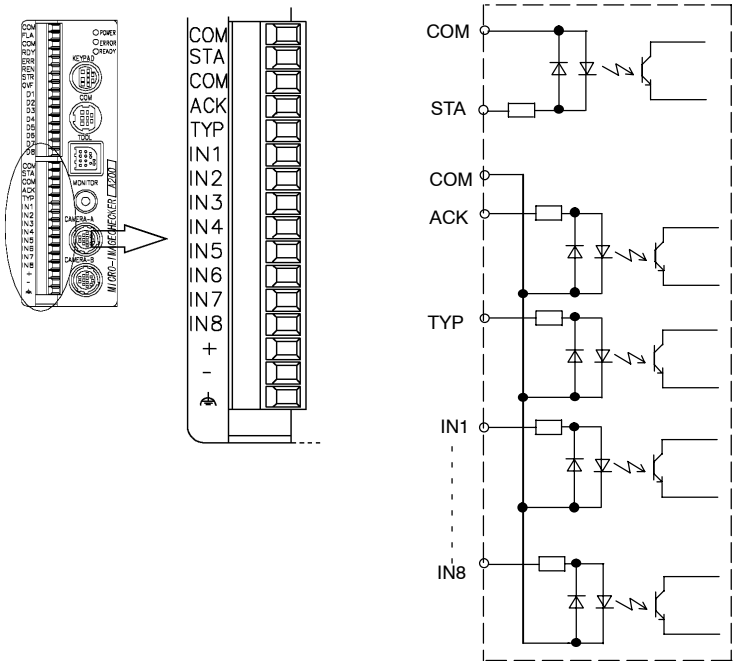 COM
FLA
COM
RDY
ERR
REN
STR
OVF
D1
D2
D3
D4
D5
D6
D7
D8
COM
STA
COM
ACK
TYP
IN1
IN2
IN3
IN4
IN5
IN6
IN7
IN8
+
-
POWER
ERROR
READY
KEYPAD
COM
TOOL
MONITOR
CAMERA-A
CAMERA-B
MICRO-IMAGECHECKER A200
COM
STA
COM
ACK
TYP
IN1
IN2
IN3
IN4
IN5
IN6
IN7
IN8
+
-
COM
STA
COM
ACK
TYP
IN1
IN8